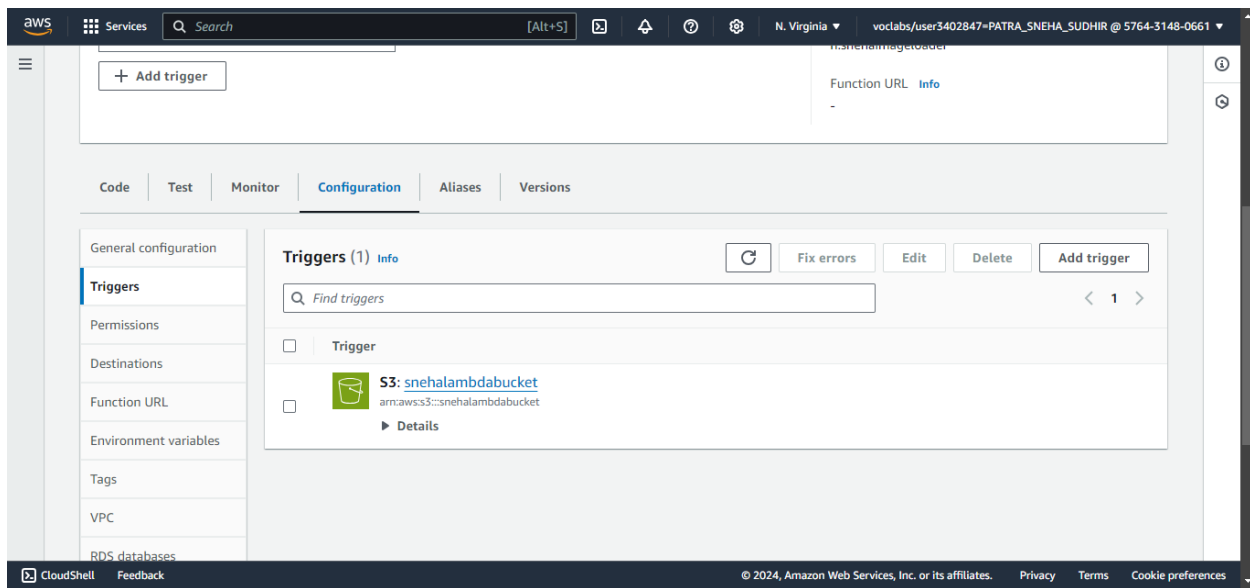 aws
Services
Search
[Alt+S]
N. Virginia
voclabs/user3402847=PATRA_SNEHA_SUDHIR @ 5764-3148-0661
n:snehaimageloader
Add trigger
Function URL Info
-
Code
Test
Monitor
Configuration
Aliases
Versions
General configuration
Triggers
Permissions
Destinations
Function URL
Environment variables
Tags
VPC
RDS databases
Triggers (1) Info
Fix errors
Edit
Delete
Add trigger
Find triggers
1
Trigger
S3: snehalambdabucket
arn:aws:s3:::snehalambdabucket
Details
CloudShell
Feedback
© 2024, Amazon Web Services, Inc. or its affiliates.
Privacy
Terms
Cookie preferences